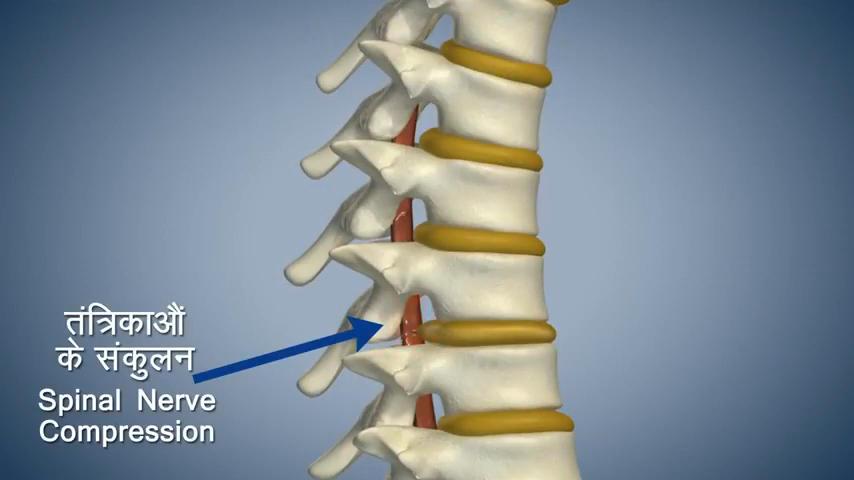 तंत्रिकाऔं
के संकुलन
Spinal Nerve
Compression